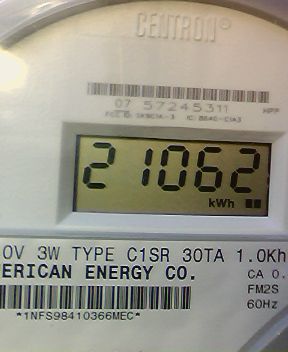 CENTRON®
07 57245311
21062
kWh
0V 3W TYPE C1SR 30TA 1.0Kh
ERICAN ENERGY CO.
CA 0.
FM2S
60Hz
*1NFS98410366MEC*